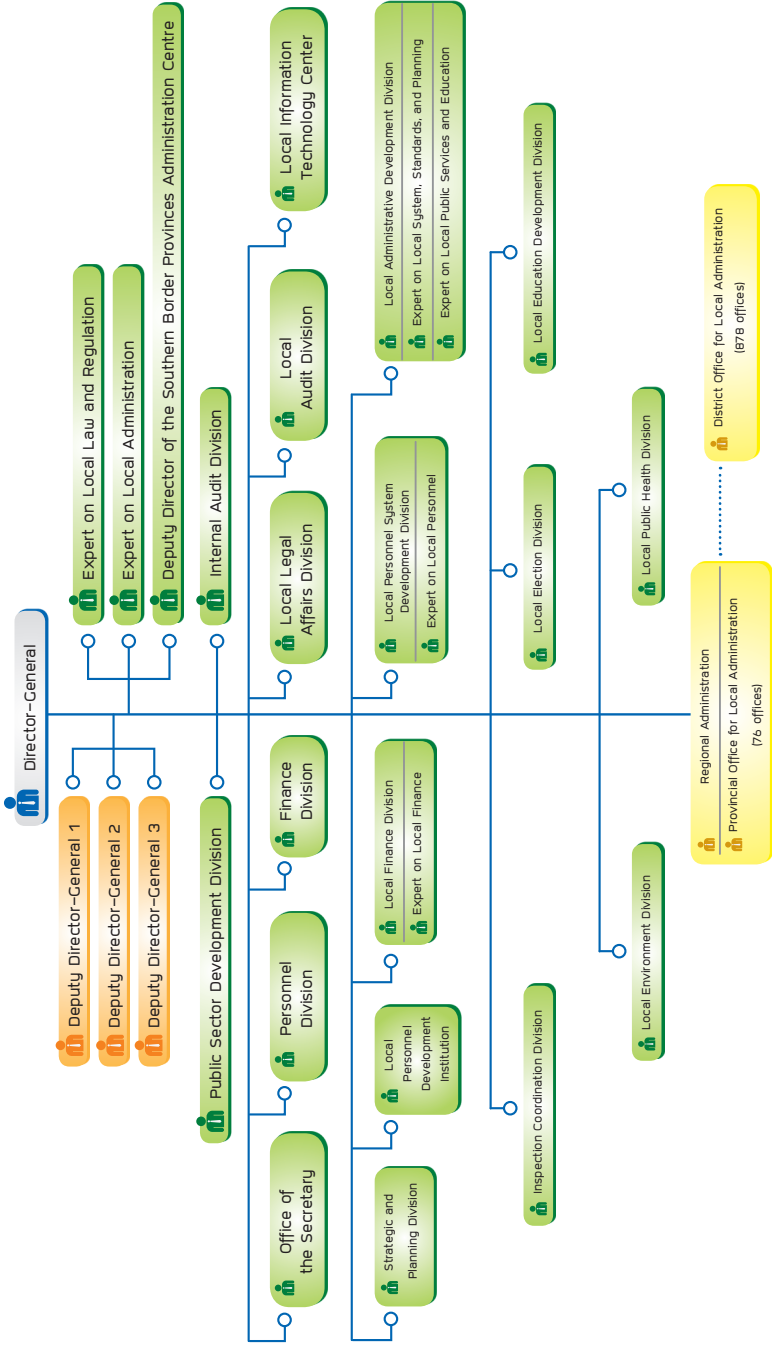 Director-General
Deputy Director-General 1
Deputy Director-General 2
Deputy Director-General 3
Expert on Local Law and Regulation
Expert on Local Administration
Deputy Director of the Southern Border Provinces Administration Centre
Public Sector Development Division
Internal Audit Division
Office of
the Secretary
Personnel
Division
Finance
Division
Local Legal
Affairs Division
Local
Audit Division
Local Information
Technology Center
Strategic and
Planning Division
Local
Personnel
Development
Institution
Local Finance Division
Expert on Local Finance
Local Personnel System
Development Division
Expert on Local Personnel
Local Administrative Development Division
Expert on Local System, Standards, and Planning
Expert on Local Public Services and Education
Inspection Coordination Division
Local Election Division
Local Education Development Division
Local Environment Division
Local Public Health Division
Regional Administration
Provincial Office for Local Administration
(76 offices)
District Office for Local Administration
(878 offices)